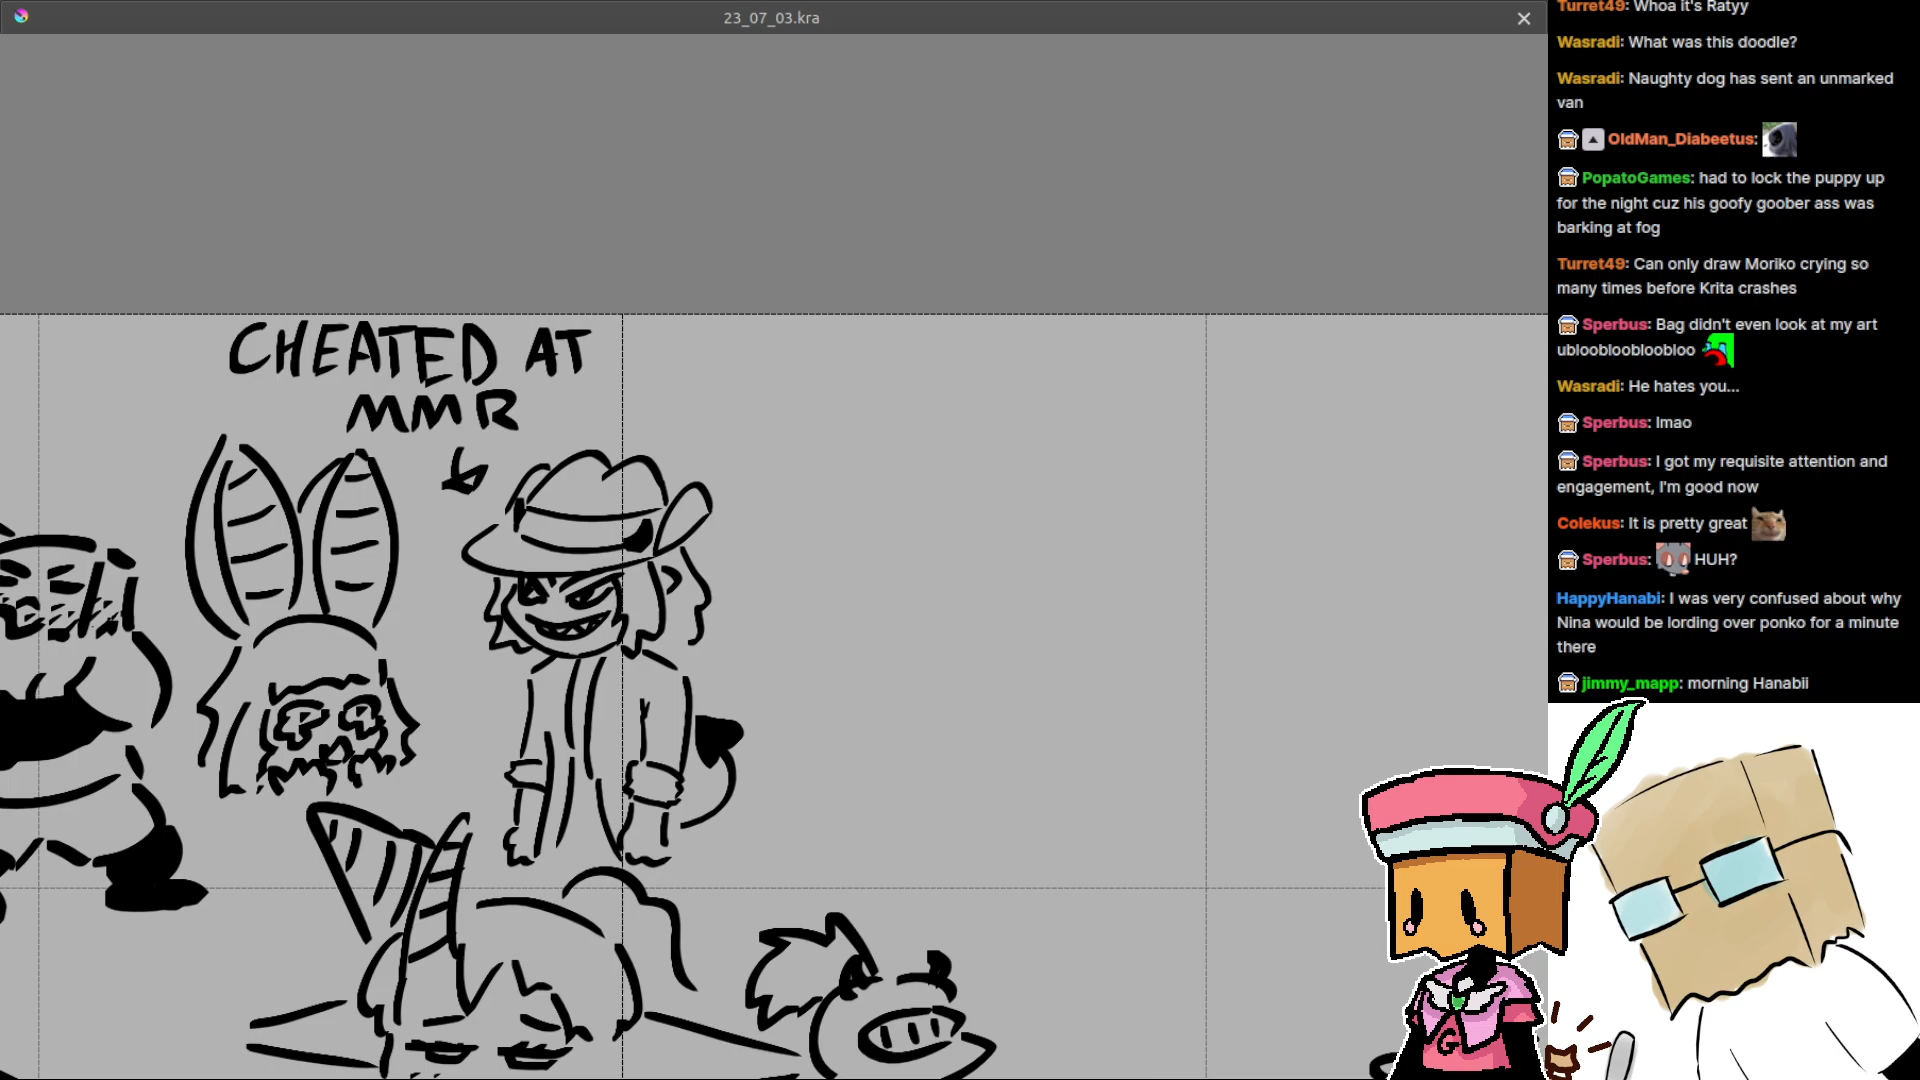 23_07_03.kra
CHEATED AT
MMR
Turret49: Whoa it's Ratyy
Wasradi: What was this doodle?
Wasradi: Naughty dog has sent an unmarked
van
OldMan_Diabeetus:
PopatoGames: had to lock the puppy up
for the night cuz his goofy goober ass was
barking at fog
Turret49: Can only draw Moriko crying so
many times before Krita crashes
Sperbus: Bag didn't even look at my art
ublooblooblooobloo
Wasradi: He hates you...
Sperbus: lmao
Sperbus: I got my requisite attention and
engagement, I'm good now
Colekus: It is pretty great
Sperbus: HUH?
HappyHanabi: I was very confused about why
Nina would be lording over ponko for a minute
there
jimmy_mapp: morning Hanabii
G